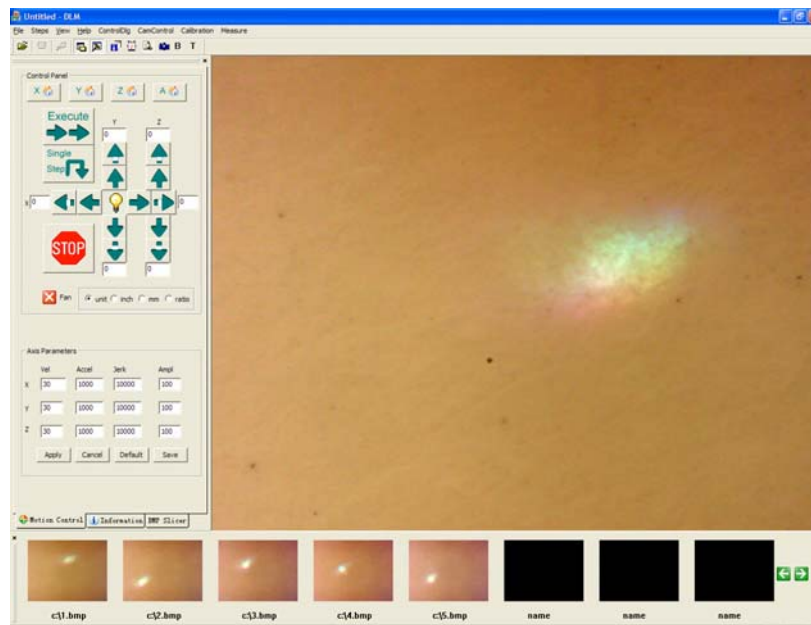 Untitled - DLM
File Steps View Help ControlDlg CamControl Calibration Measure
B T
Control Panel
X Y Z A
Execute
Y Z
0 0
Single
Step
X 0 0
STOP
0 0
Fan unit inch mm ratio
Axis Parameters
Vel Accel Jerk Ampl
X 30 1000 10000 100
Y 30 1000 10000 100
Z 30 1000 10000 100
Apply Cancel Default Save
Motion Control Information BMP Slicer
c:\1.bmp c:\2.bmp c:\3.bmp c:\4.bmp c:\5.bmp name name name